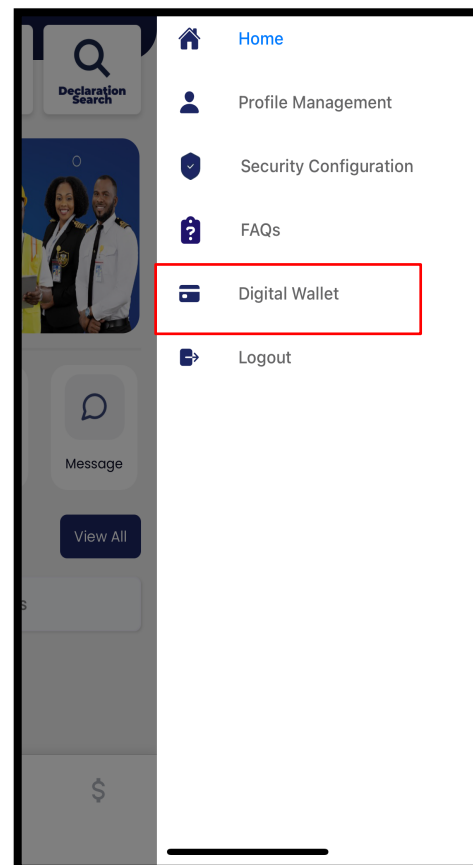 Declaration
Search
Home
Profile Management
Security Configuration
FAQs
Digital Wallet
Logout
Message
View All
s
$